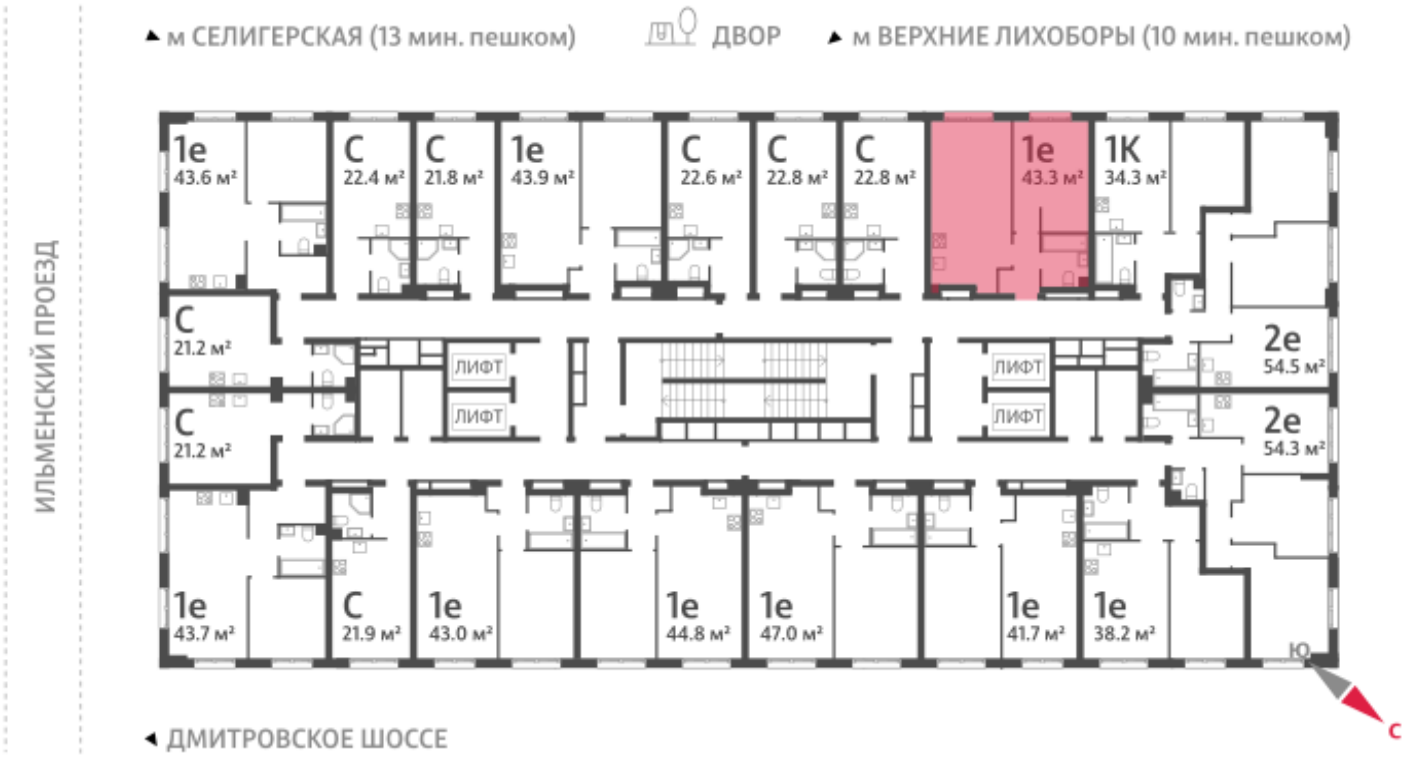 м СЕЛИГЕРСКАЯ (13 мин. пешком)
ДВОР
м ВЕРХНИЕ ЛИХОБОРЫ (10 мин. пешком)
ИЛЬМЕНСКИЙ ПРОЕЗД
1е
43.6 м²
С
22.4 м²
С
21.8 м²
1е
43.9 м²
С
22.6 м²
С
22.8 м²
С
22.8 м²
1е
43.3 м²
1К
34.3 м²
С
21.2 м²
ЛИФТ
ЛИФТ
2е
54.5 м²
С
21.2 м²
ЛИФТ
ЛИФТ
2е
54.3 м²
1е
43.7 м²
С
21.9 м²
1е
43.0 м²
1е
44.8 м²
1е
47.0 м²
1е
41.7 м²
1е
38.2 м²
Ю
С
ДМИТРОВСКОЕ ШОССЕ